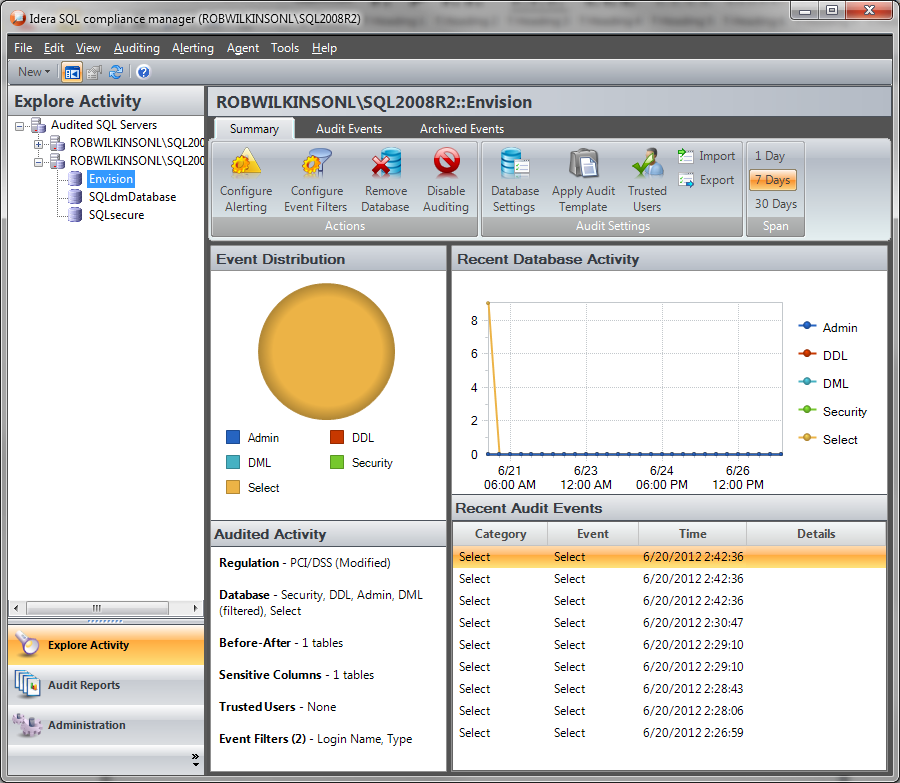 Idera SQL compliance manager (ROBWILKINSONL\SQL2008R2)
File Edit View Auditing Alerting Agent Tools Help
New
Explore Activity
Audited SQL Servers
ROBWILKINSONL\SQL200
ROBWILKINSONL\SQL200
Envision
SQLdmDatabase
SQLsecure
Explore Activity
Audit Reports
Administration
ROBWILKINSONL\SQL2008R2::Envision
Summary Audit Events Archived Events
Configure Alerting
Configure Event Filters
Remove Database
Disable Auditing
Actions
Database Settings
Apply Audit Template
Trusted Users
Import
Export
Audit Settings
1 Day
7 Days
30 Days
Span
Event Distribution
Admin DDL
DML Security
Select
Recent Database Activity
8
6
4
2
0
6/21 6/23 6/24 6/26
06:00 AM 12:00 AM 06:00 PM 12:00 PM
Admin
DDL
DML
Security
Select
Audited Activity
Regulation - PCI/DSS (Modified)
Database - Security, DDL, Admin, DML
(filtered), Select
Before-After - 1 tables
Sensitive Columns - 1 tables
Trusted Users - None
Event Filters (2) - Login Name, Type
Recent Audit Events
Category Event Time Details
Select Select 6/20/2012 2:42:36
Select Select 6/20/2012 2:42:36
Select Select 6/20/2012 2:42:36
Select Select 6/20/2012 2:30:47
Select Select 6/20/2012 2:29:10
Select Select 6/20/2012 2:29:10
Select Select 6/20/2012 2:28:43
Select Select 6/20/2012 2:28:06
Select Select 6/20/2012 2:26:59